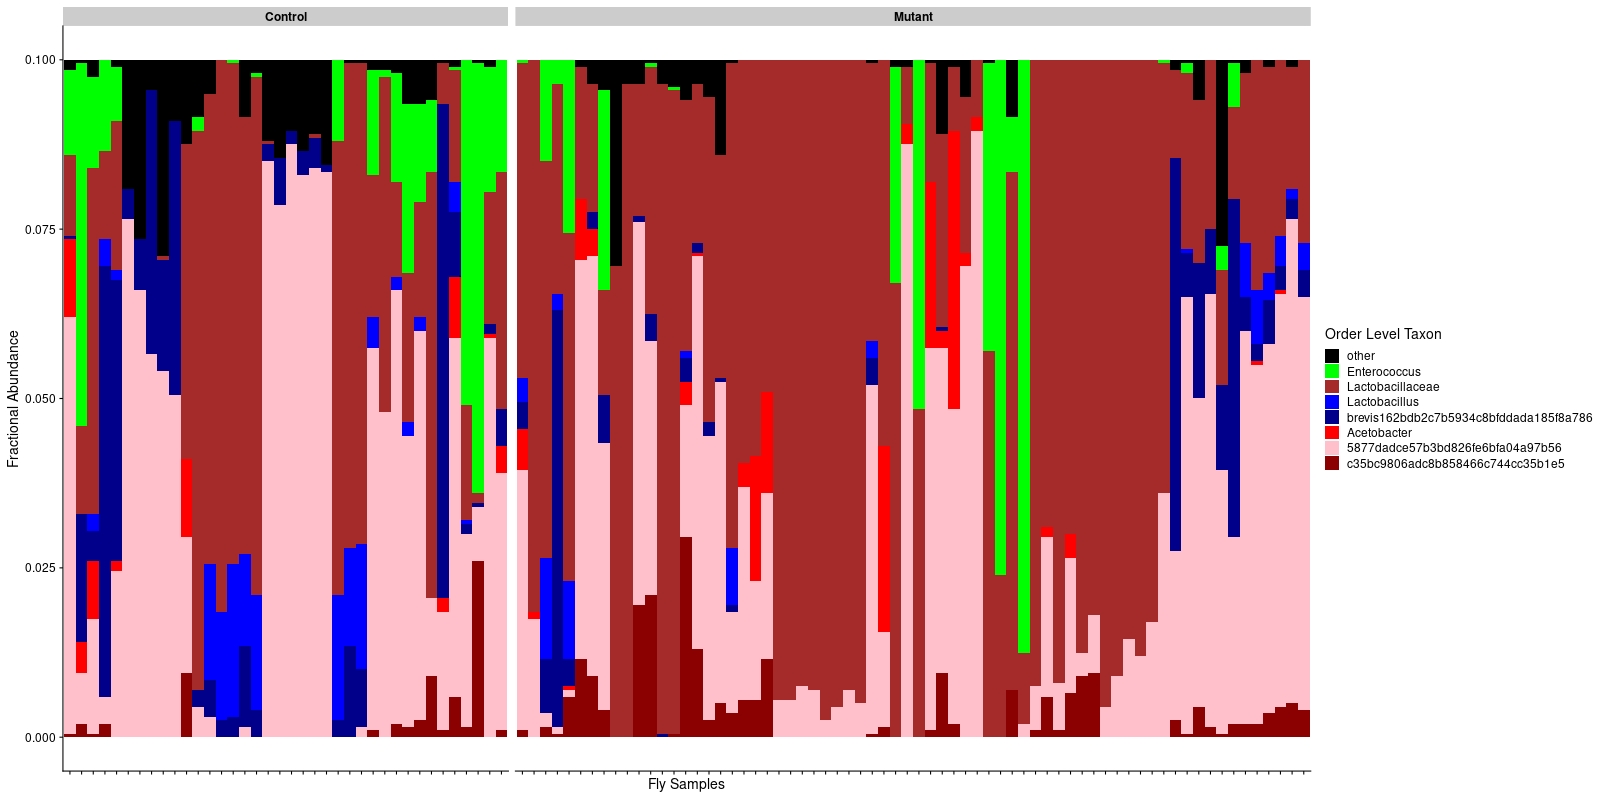 Control
Mutant
0.100
0.075
0.050
0.025
0.000
Fractional Abundance
Fly Samples
Order Level Taxon
other
Enterococcus
Lactobacillaceae
Lactobacillus
brevis162bdb2c7b5934c8bfddada185f8a786
Acetobacter
5877dadce57b3bd826fe6bfa04a97b56
c35bc9806adc8b858466c744cc35b1e5